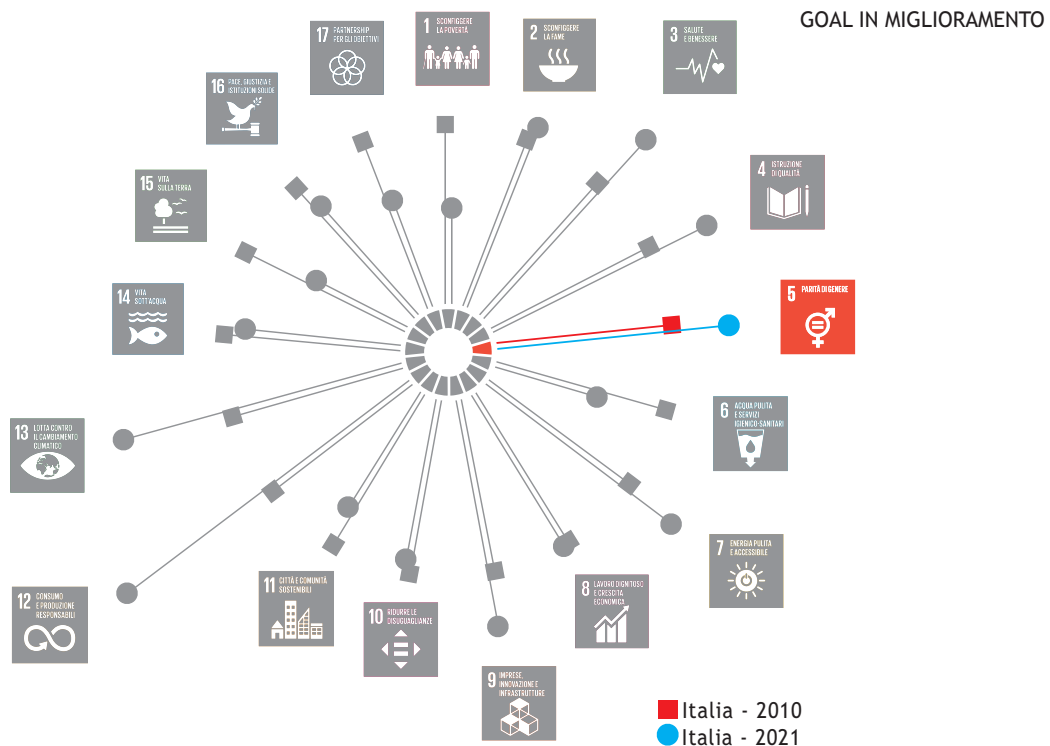 GOAL IN MIGLIORAMENTO
1 SCONFIGGERE
LA POVERTÀ
2 SCONFIGGERE
LA FAME
3 SALUTE
E BENESSERE
4 ISTRUZIONE
DI QUALITÀ
5 PARITÀ DI GENERE
6 ACQUA PULITA
E SERVIZI
IGIENICO-SANITARI
7 ENERGIA PULITA
E ACCESSIBILE
8 LAVORO DIGNITOSO
E CRESCITA
ECONOMICA
9 IMPRESE,
INNOVAZIONE E
INFRASTRUTTURE
10 RIDURRE LE
DISUGUAGLIANZE
11 CITTÀ E COMUNITÀ
SOSTENIBILI
12 CONSUMO
E PRODUZIONE
RESPONSABILI
13 LOTTA CONTRO
IL CAMBIAMENTO
CLIMATICO
14 VITA
SOTT'ACQUA
15 VITA
SULLA TERRA
16 PACE, GIUSTIZIA E
ISTITUZIONI SOLIDE
17 PARTNERSHIP
PER GLI OBIETTIVI
Italia - 2010
Italia - 2021